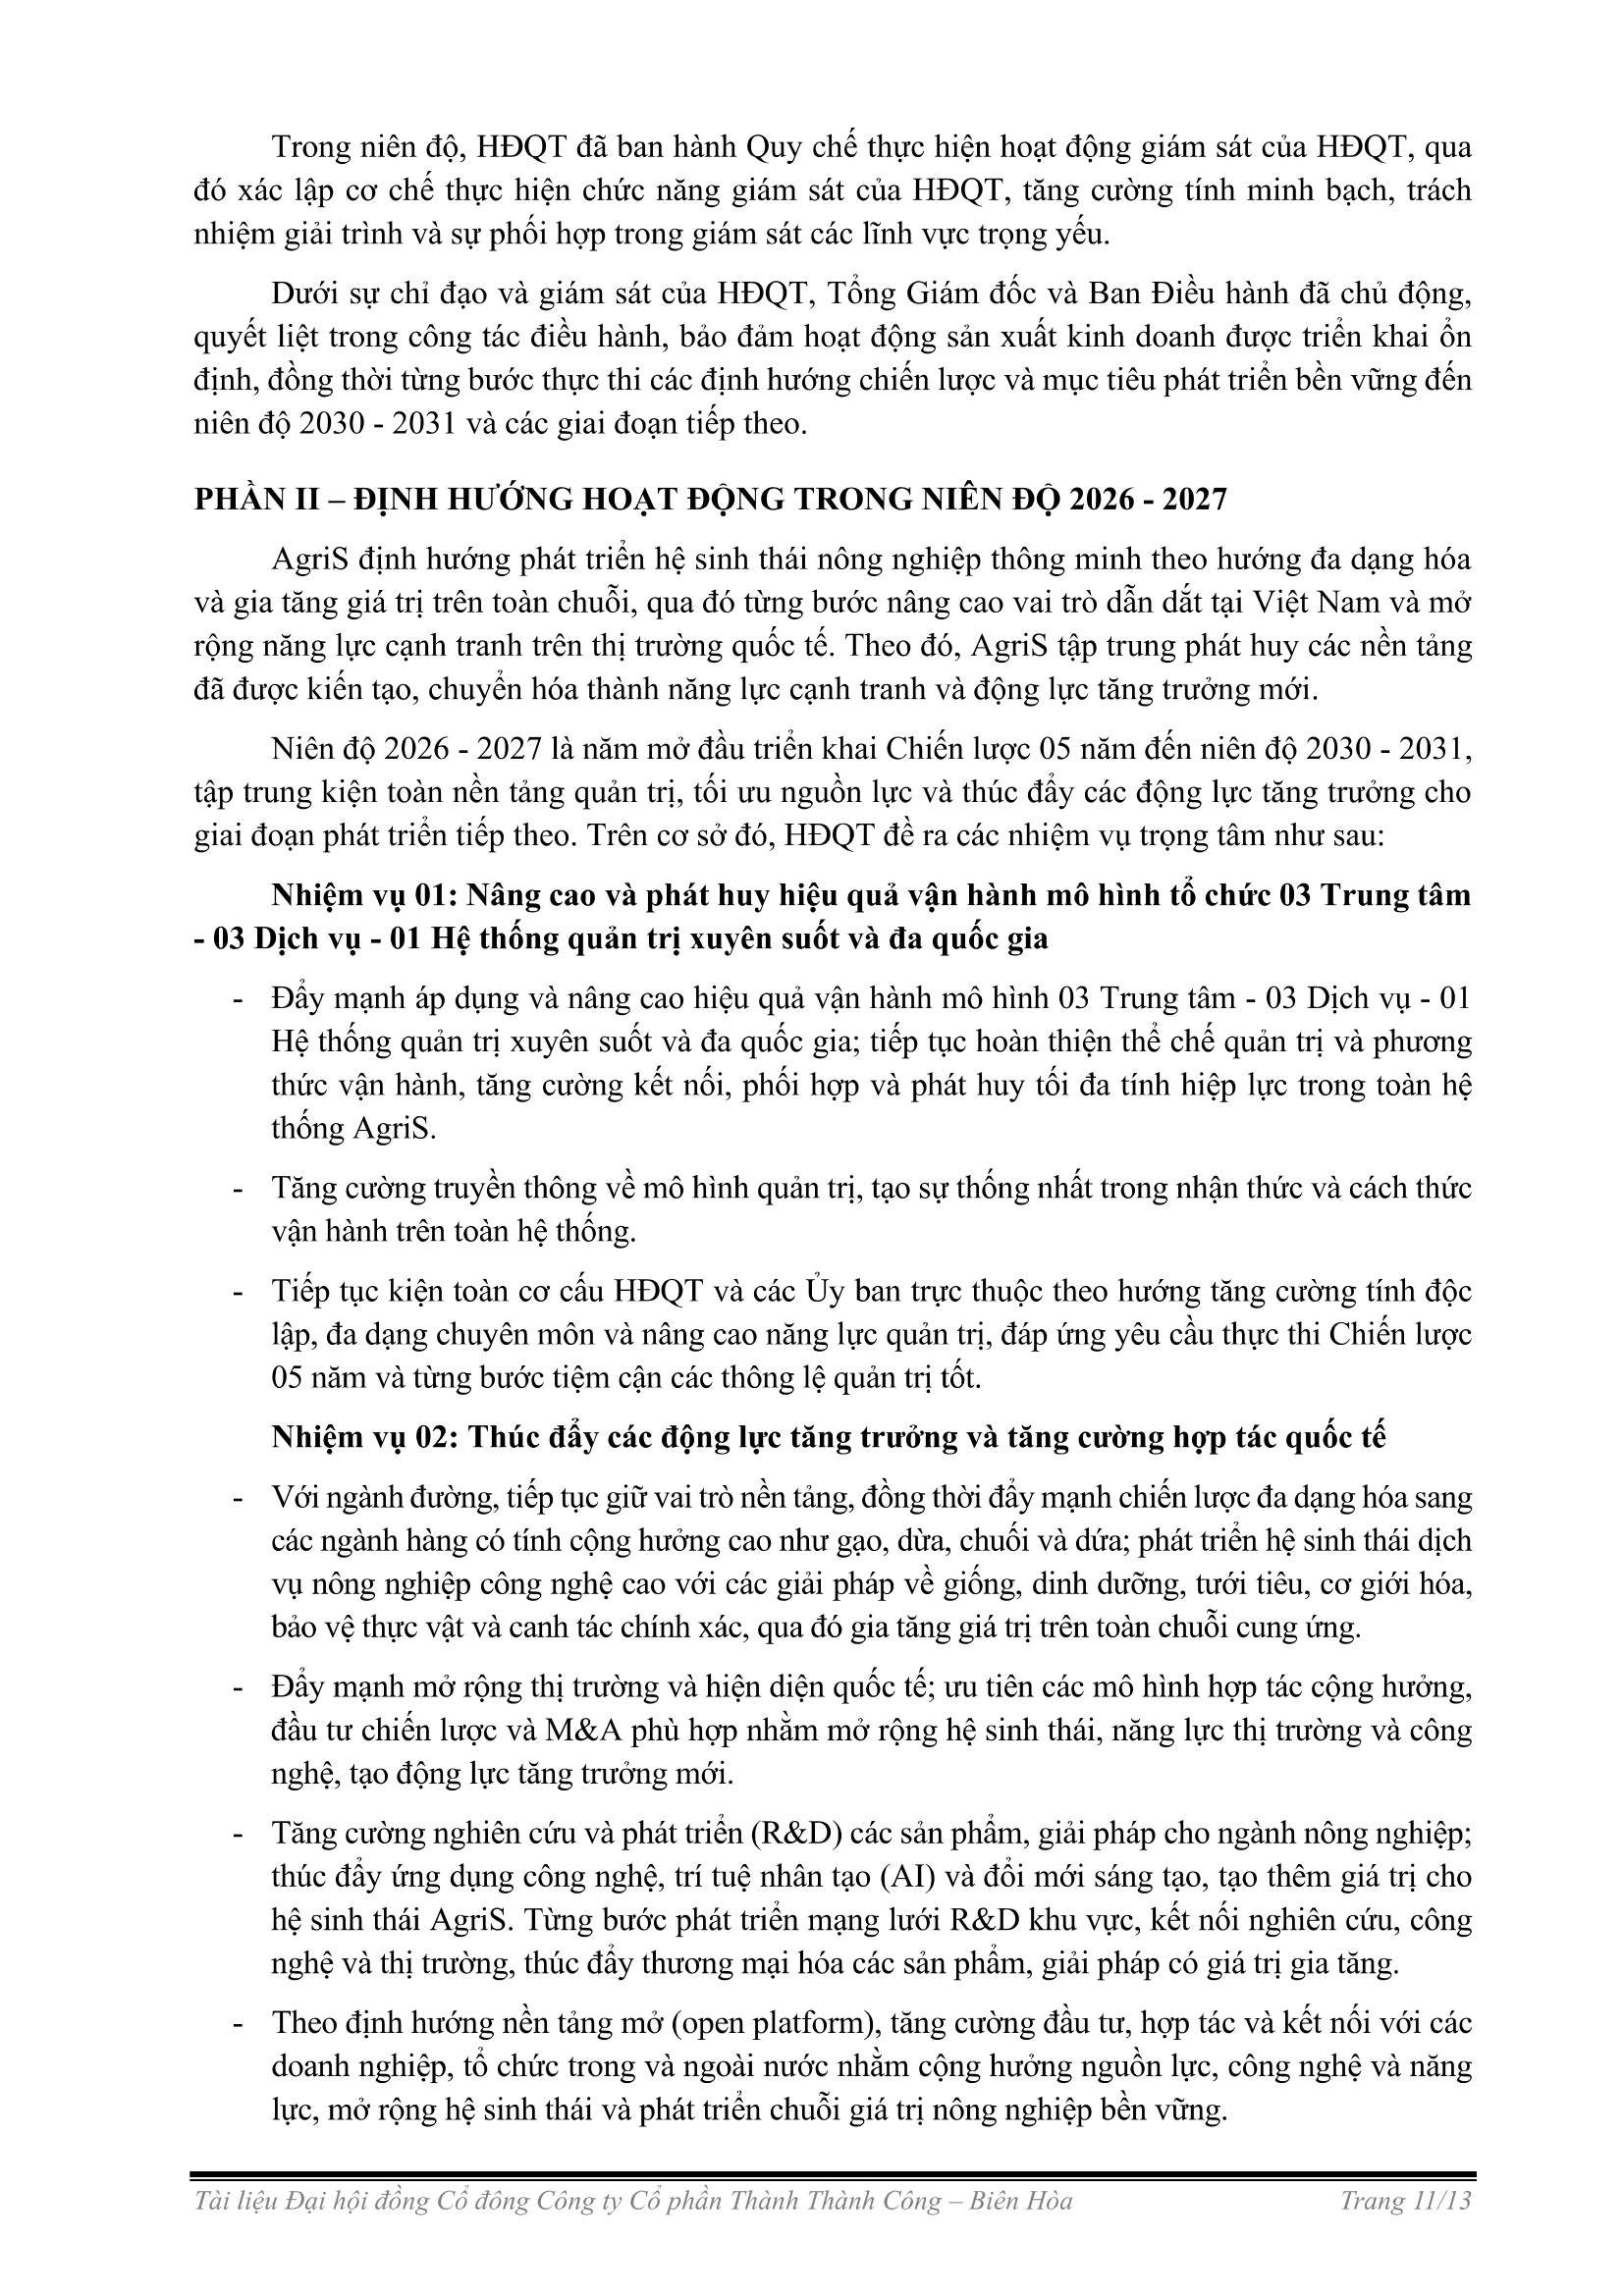 Trong niên độ, HĐQT đã ban hành Quy chế thực hiện hoạt động giám sát của HĐQT, qua
đó xác lập cơ chế thực hiện chức năng giám sát của HĐQT, tăng cường tính minh bạch, trách
nhiệm giải trình và sự phối hợp trong giám sát các lĩnh vực trọng yếu.
Dưới sự chỉ đạo và giám sát của HĐQT, Tổng Giám đốc và Ban Điều hành đã chủ động,
quyết liệt trong công tác điều hành, bảo đảm hoạt động sản xuất kinh doanh được triển khai ổn
định, đồng thời từng bước thực thi các định hướng chiến lược và mục tiêu phát triển bền vững đến
niên độ 2030 - 2031 và các giai đoạn tiếp theo.
PHẦN II – ĐỊNH HƯỚNG HOẠT ĐỘNG TRONG NIÊN ĐỘ 2026 - 2027
AgriS định hướng phát triển hệ sinh thái nông nghiệp thông minh theo hướng đa dạng hóa
và gia tăng giá trị trên toàn chuỗi, qua đó từng bước nâng cao vai trò dẫn dắt tại Việt Nam và mở
rộng năng lực cạnh tranh trên thị trường quốc tế. Theo đó, AgriS tập trung phát huy các nền tảng
đã được kiến tạo, chuyển hóa thành năng lực cạnh tranh và động lực tăng trưởng mới.
Niên độ 2026 - 2027 là năm mở đầu triển khai Chiến lược 05 năm đến niên độ 2030 - 2031,
tập trung kiện toàn nền tảng quản trị, tối ưu nguồn lực và thúc đẩy các động lực tăng trưởng cho
giai đoạn phát triển tiếp theo. Trên cơ sở đó, HĐQT đề ra các nhiệm vụ trọng tâm như sau:
Nhiệm vụ 01: Nâng cao và phát huy hiệu quả vận hành mô hình tổ chức 03 Trung tâm
- 03 Dịch vụ - 01 Hệ thống quản trị xuyên suốt và đa quốc gia
- Đẩy mạnh áp dụng và nâng cao hiệu quả vận hành mô hình 03 Trung tâm - 03 Dịch vụ - 01
Hệ thống quản trị xuyên suốt và đa quốc gia; tiếp tục hoàn thiện thể chế quản trị và phương
thức vận hành, tăng cường kết nối, phối hợp và phát huy tối đa tính hiệp lực trong toàn hệ
thống AgriS.
- Tăng cường truyền thông về mô hình quản trị, tạo sự thống nhất trong nhận thức và cách thức
vận hành trên toàn hệ thống.
- Tiếp tục kiện toàn cơ cấu HĐQT và các Ủy ban trực thuộc theo hướng tăng cường tính độc
lập, đa dạng chuyên môn và nâng cao năng lực quản trị, đáp ứng yêu cầu thực thi Chiến lược
05 năm và từng bước tiệm cận các thông lệ quản trị tốt.
Nhiệm vụ 02: Thúc đẩy các động lực tăng trưởng và tăng cường hợp tác quốc tế
- Với ngành đường, tiếp tục giữ vai trò nền tảng, đồng thời đẩy mạnh chiến lược đa dạng hóa sang
các ngành hàng có tính cộng hưởng cao như gạo, dừa, chuối và dứa; phát triển hệ sinh thái dịch
vụ nông nghiệp công nghệ cao với các giải pháp về giống, dinh dưỡng, tưới tiêu, cơ giới hóa,
bảo vệ thực vật và canh tác chính xác, qua đó gia tăng giá trị trên toàn chuỗi cung ứng.
- Đẩy mạnh mở rộng thị trường và hiện diện quốc tế; ưu tiên các mô hình hợp tác cộng hưởng,
đầu tư chiến lược và M&A phù hợp nhằm mở rộng hệ sinh thái, năng lực thị trường và công
nghệ, tạo động lực tăng trưởng mới.
- Tăng cường nghiên cứu và phát triển (R&D) các sản phẩm, giải pháp cho ngành nông nghiệp;
thúc đẩy ứng dụng công nghệ, trí tuệ nhân tạo (AI) và đổi mới sáng tạo, tạo thêm giá trị cho
hệ sinh thái AgriS. Từng bước phát triển mạng lưới R&D khu vực, kết nối nghiên cứu, công
nghệ và thị trường, thúc đẩy thương mại hóa các sản phẩm, giải pháp có giá trị gia tăng.
- Theo định hướng nền tảng mở (open platform), tăng cường đầu tư, hợp tác và kết nối với các
doanh nghiệp, tổ chức trong và ngoài nước nhằm cộng hưởng nguồn lực, công nghệ và năng
lực, mở rộng hệ sinh thái và phát triển chuỗi giá trị nông nghiệp bền vững.
Tài liệu Đại hội đồng Cổ đông Công ty Cổ phần Thành Thành Công – Biên Hòa Trang 11/13